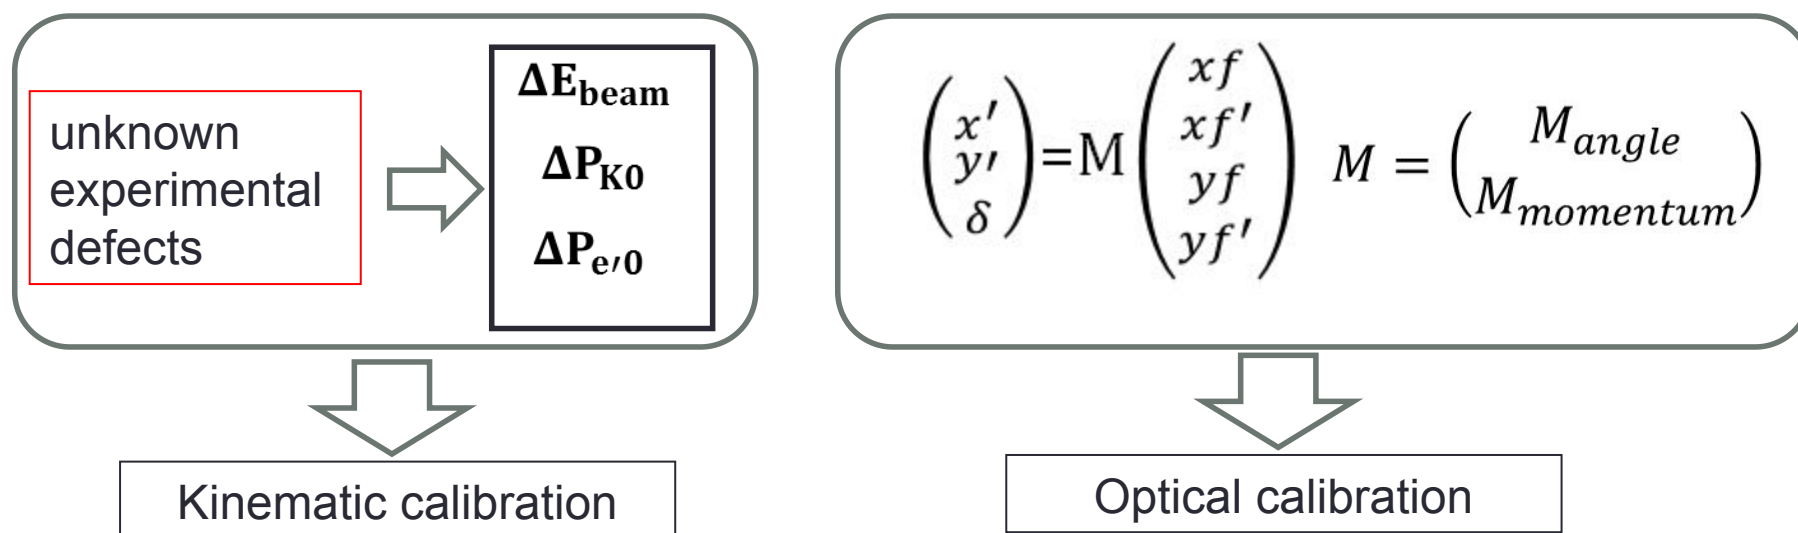 unknown
experimental
defects
ΔE_beam
ΔP_K0
ΔP_e′0
Kinematic calibration
(x′ y′ δ) =M (xf xf′ yf yf′) M = (M_angle M_momentum)
Optical calibration